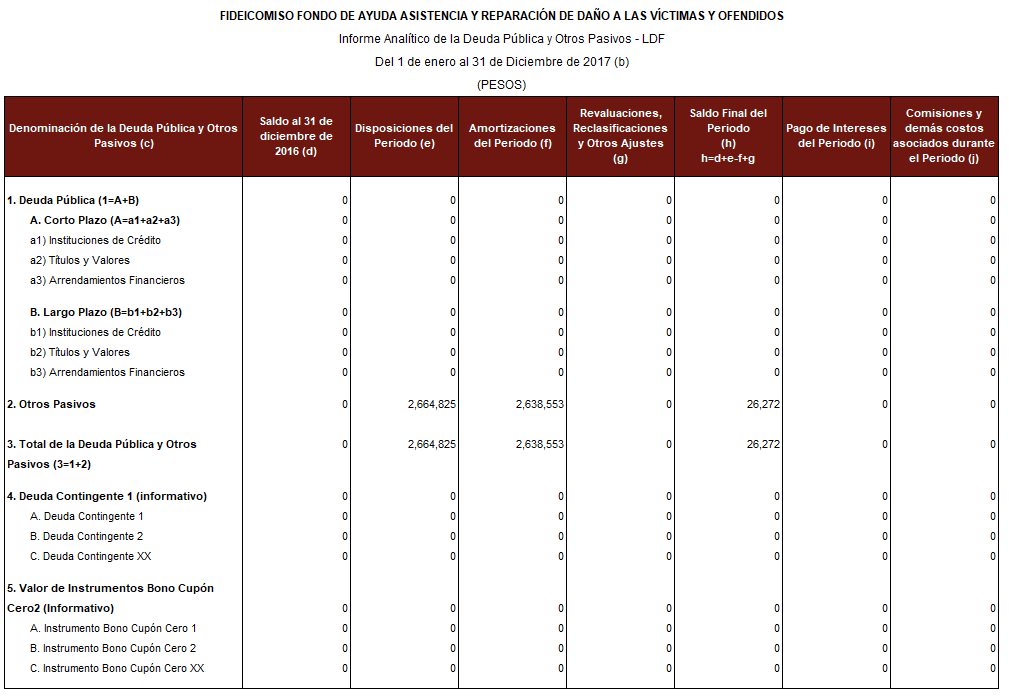 FIDEICOMISO FONDO DE AYUDA ASISTENCIA Y REPARACIÓN DE DAÑO A LAS VÍCTIMAS Y OFENDIDOS
Informe Analítico de la Deuda Pública y Otros Pasivos - LDF
Del 1 de enero al 31 de Diciembre de 2017 (b)
(PESOS)
Denominación de la Deuda Pública y Otros
Pasivos (c)
Saldo al 31 de
diciembre de
2016 (d)
Disposiciones del
Periodo (e)
Amortizaciones
del Periodo (f)
Revaluaciones,
Reclasificaciones
y Otros Ajustes
(g)
Saldo Final del
Periodo
(h)
h=d+e-f+g
Pago de Intereses
del Periodo (i)
Comisiones y
demás costos
asociados durante
el Periodo (j)
1. Deuda Pública (1=A+B) 0 0 0 0 0 0 0
A. Corto Plazo (A=a1+a2+a3) 0 0 0 0 0 0 0
a1) Instituciones de Crédito 0 0 0 0 0 0 0
a2) Títulos y Valores 0 0 0 0 0 0 0
a3) Arrendamientos Financieros 0 0 0 0 0 0 0
B. Largo Plazo (B=b1+b2+b3) 0 0 0 0 0 0 0
b1) Instituciones de Crédito 0 0 0 0 0 0 0
b2) Títulos y Valores 0 0 0 0 0 0 0
b3) Arrendamientos Financieros 0 0 0 0 0 0 0
2. Otros Pasivos 0 2,664,825 2,638,553 0 26,272 0 0
3. Total de la Deuda Pública y Otros 0 2,664,825 2,638,553 0 26,272 0 0
Pasivos (3=1+2)
4. Deuda Contingente 1 (informativo) 0 0 0 0 0 0 0
A. Deuda Contingente 1 0 0 0 0 0 0 0
B. Deuda Contingente 2 0 0 0 0 0 0 0
C. Deuda Contingente XX 0 0 0 0 0 0 0
5. Valor de Instrumentos Bono Cupón
Cero2 (Informativo) 0 0 0 0 0 0 0
A. Instrumento Bono Cupón Cero 1 0 0 0 0 0 0 0
B. Instrumento Bono Cupón Cero 2 0 0 0 0 0 0 0
C. Instrumento Bono Cupón Cero XX 0 0 0 0 0 0 0